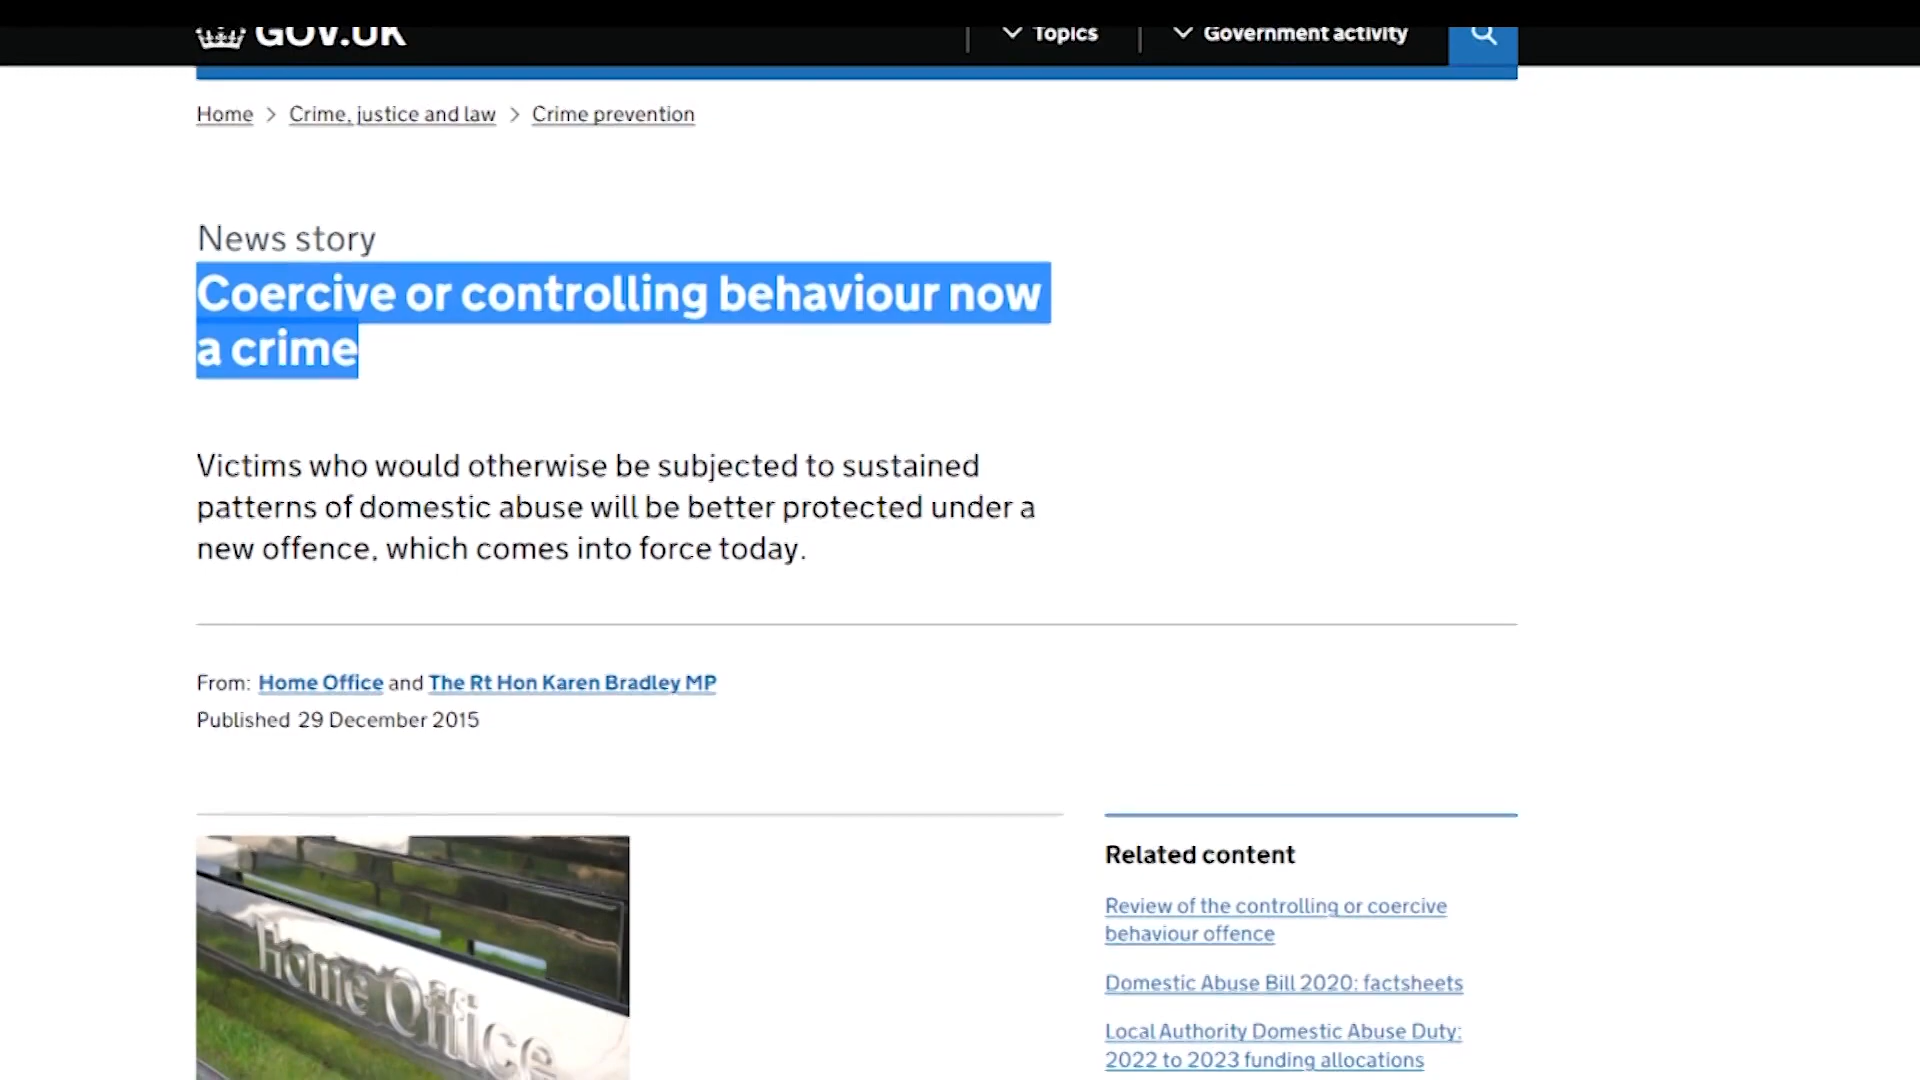 GOV.UK
Topics
Government activity
Home > Crime, justice and law > Crime prevention
News story
Coercive or controlling behaviour now
a crime
Victims who would otherwise be subjected to sustained
patterns of domestic abuse will be better protected under a
new offence, which comes into force today.
From: Home Office and The Rt Hon Karen Bradley MP
Published 29 December 2015
Home Office
Related content
Review of the controlling or coercive
behaviour offence
Domestic Abuse Bill 2020: factsheets
Local Authority Domestic Abuse Duty:
2022 to 2023 funding allocations